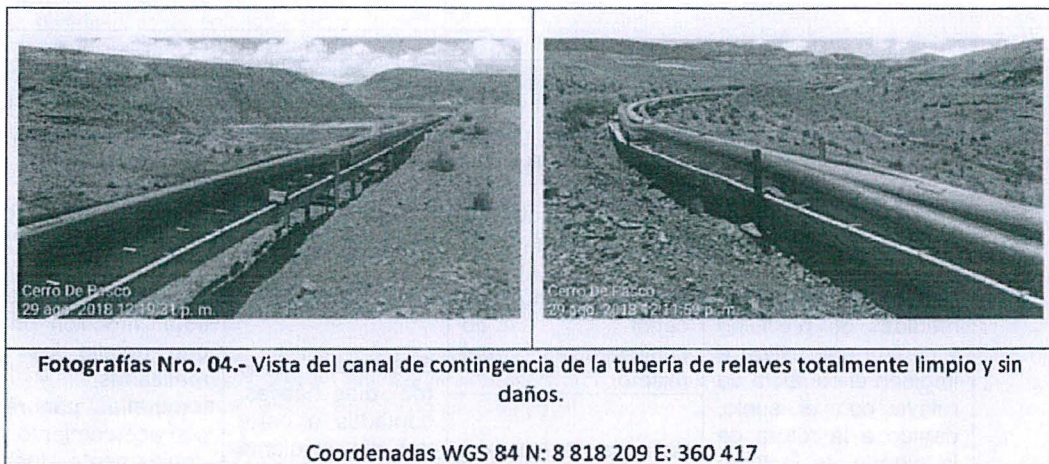 Cerro De Pasco
29 ago. 2018 12:19:31 p. m.
Cerro De Pasco
29 ago. 2018 12:11:59 p. m.
Fotografías Nro. 04.- Vista del canal de contingencia de la tubería de relaves totalmente limpio y sin
daños.
Coordenadas WGS 84 N: 8 818 209 E: 360 417